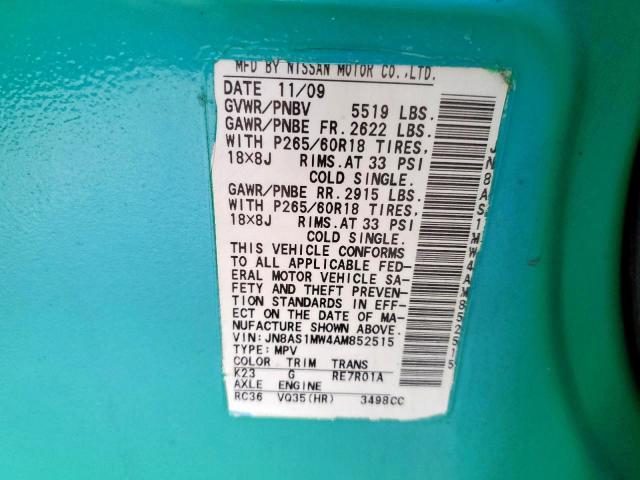 MFD BY NISSAN MOTOR CO.,LTD.
DATE 11/09
GVWR/PNBV 5519 LBS.
GAWR/PNBE FR.2622 LBS.
WITH P265/60R18 TIRES,
18X8J RIMS.AT 33 PSI
COLD SINGLE.
GAWR/PNBE RR.2915 LBS.
WITH P265/60R18 TIRES,
18X8J RIMS.AT 33 PSI
COLD SINGLE.
THIS VEHICLE CONFORMS
TO ALL APPLICABLE FED-
ERAL MOTOR VEHICLE SA-
FETY AND THEFT PREVEN-
TION STANDARDS IN EFF-
ECT ON THE DATE OF MA-
NUFACTURE SHOWN ABOVE.
VIN: JN8AS1MW4AM852515
TYPE: MPV
COLOR TRIM TRANS
K23 G RE7R01A
AXLE ENGINE
RC36 VQ35(HR) 3498CC
JN8AS1MW4AM852515